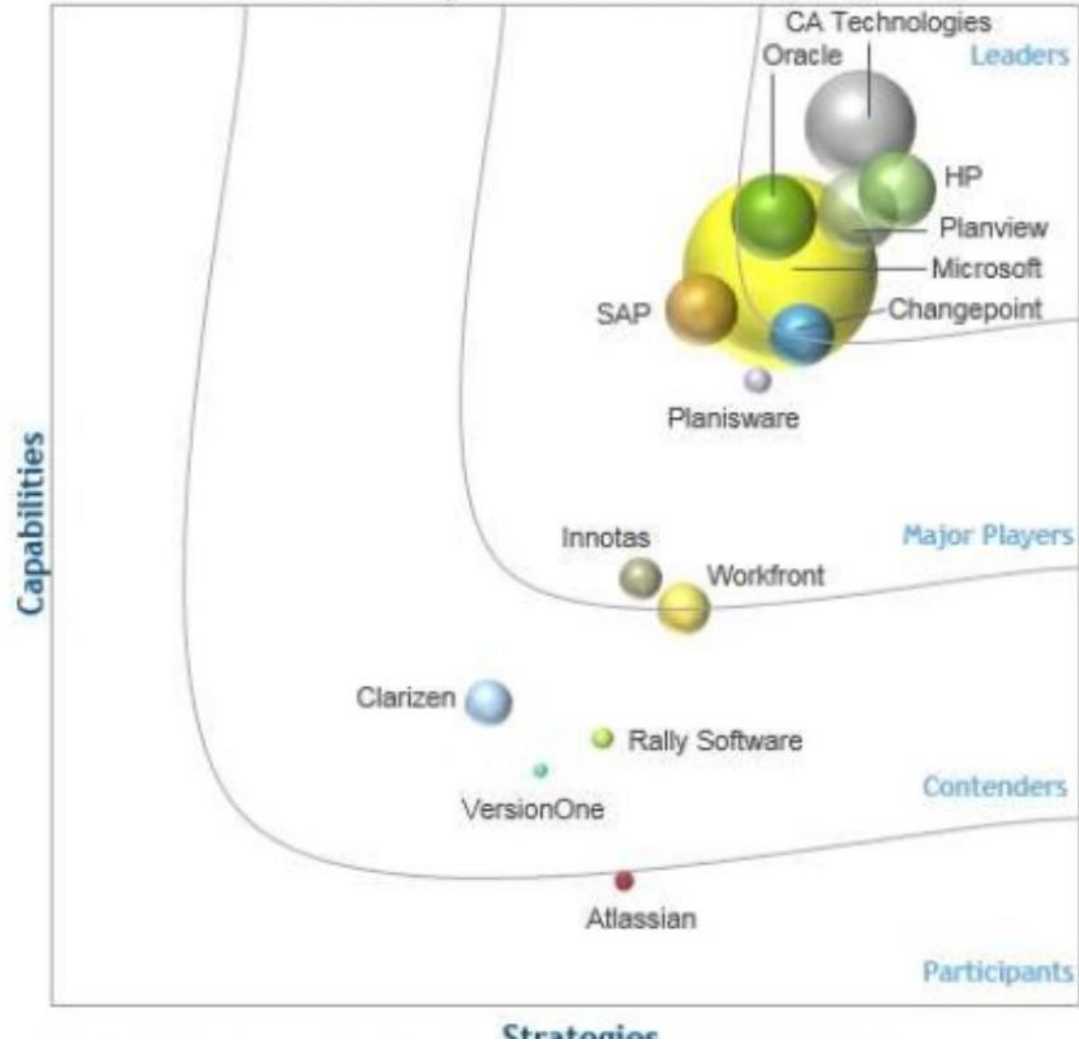 CA Technologies
Oracle
Leaders
HP
Planview
Microsoft
SAP
Changepoint
Planisware
Capabilities
Innotas
Major Players
Workfront
Clarizen
Rally Software
Contenders
VersionOne
Atlassian
Participants
Strategies